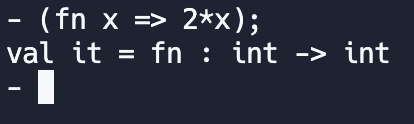 - (fn x => 2*x);
val it = fn : int -> int
-